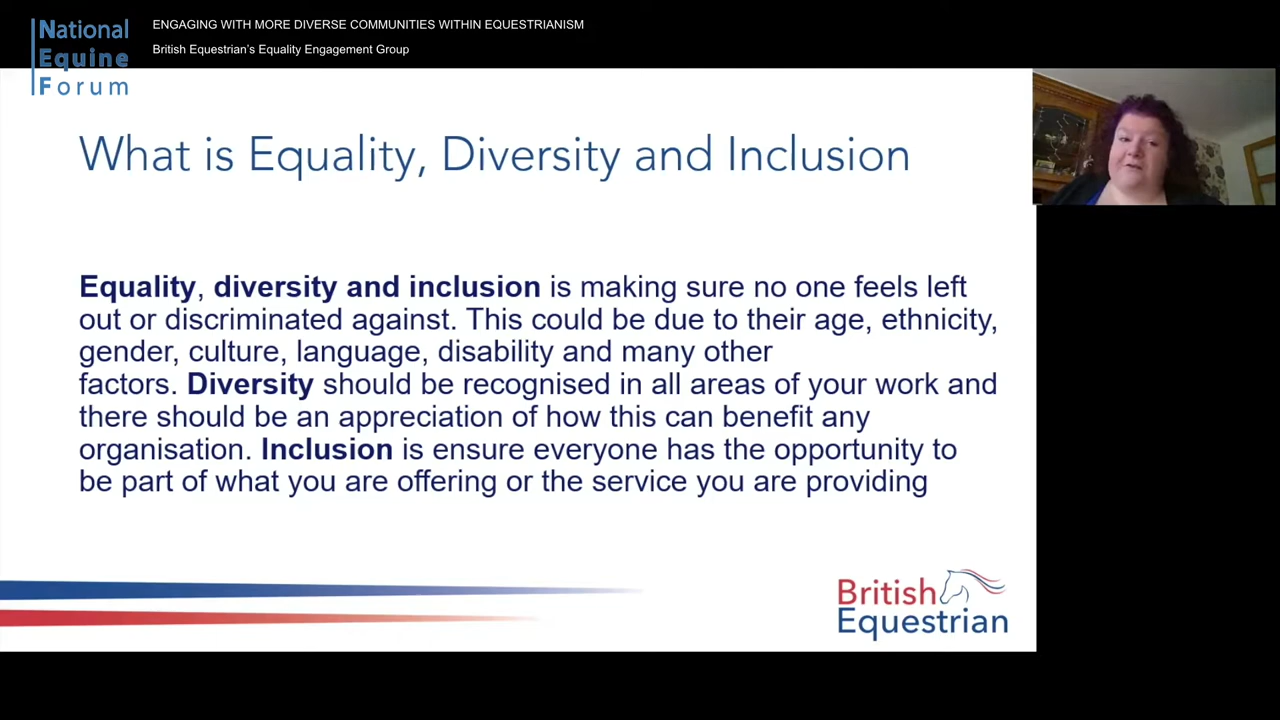 National
Equine
Forum
ENGAGING WITH MORE DIVERSE COMMUNITIES WITHIN EQUESTRIANISM
British Equestrian's Equality Engagement Group
What is Equality, Diversity and Inclusion
Equality, diversity and inclusion is making sure no one feels left
out or discriminated against. This could be due to their age, ethnicity,
gender, culture, language, disability and many other
factors. Diversity should be recognised in all areas of your work and
there should be an appreciation of how this can benefit any
organisation. Inclusion is ensure everyone has the opportunity to
be part of what you are offering or the service you are providing
British
Equestrian